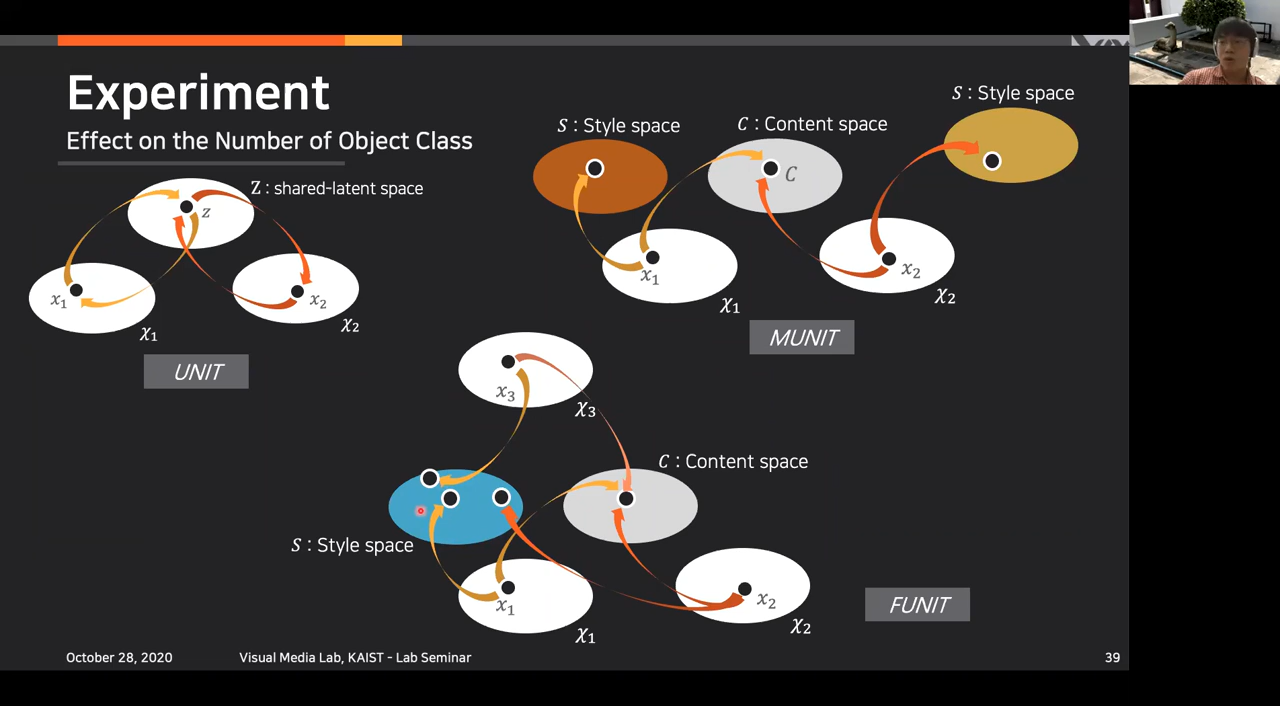 Experiment
Effect on the Number of Object Class
Z : shared-latent space
z
x₁
x₂
χ₁
χ₂
UNIT
S : Style space
C : Content space
S : Style space
C
x₁
x₂
χ₁
χ₂
MUNIT
x₃
χ₃
C : Content space
S : Style space
x₁
x₂
χ₁
χ₂
FUNIT
October 28, 2020
Visual Media Lab, KAIST - Lab Seminar
39